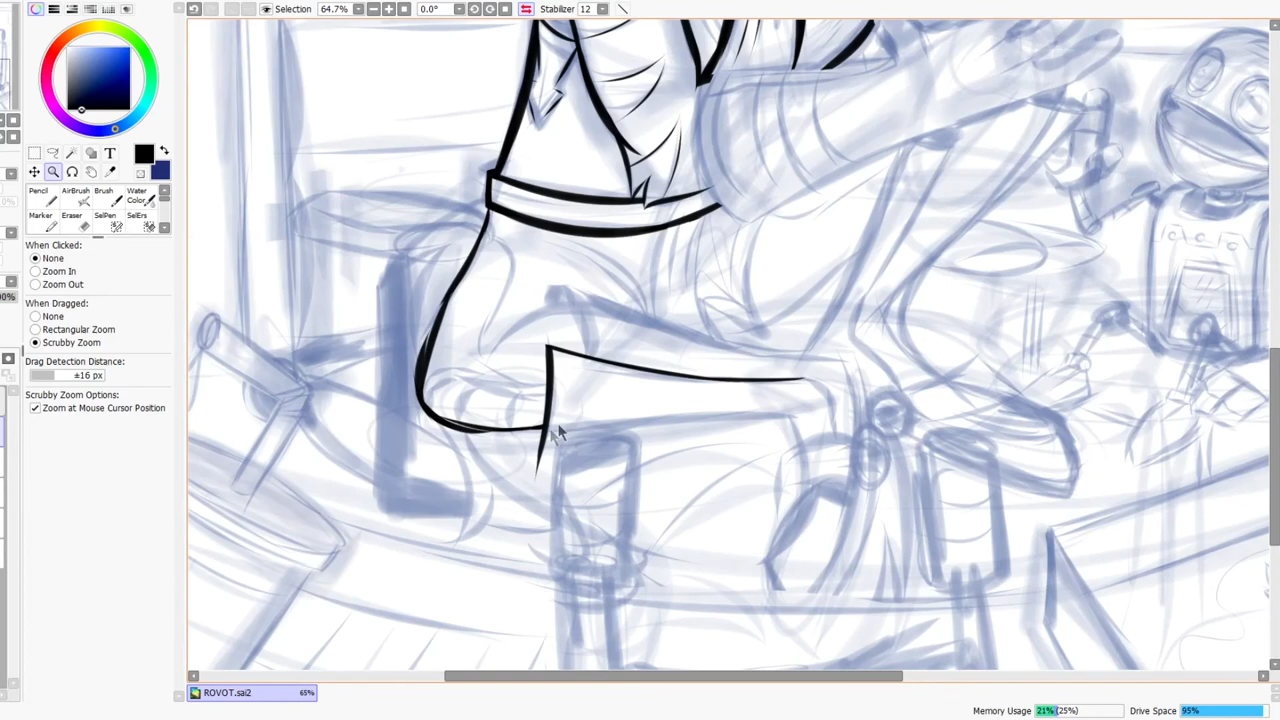 Selection 64.7% 0.0° Stabilizer 12
T
Pencil AirBrush Brush Water Color
Marker Eraser SelPen SelErs
When Clicked:
None
Zoom In
Zoom Out
When Dragged:
None
Rectangular Zoom
Scrubby Zoom
Drag Detection Distance:
±16 px
Scrubby Zoom Options:
Zoom at Mouse Cursor Position
ROVOT.sai2 65%
Memory Usage 21% (25%) Drive Space 95%